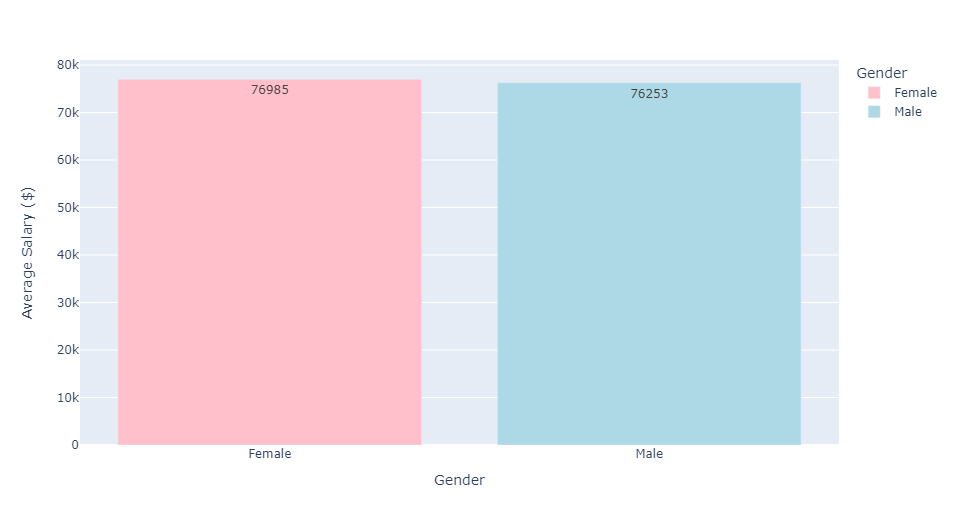 80k
70k
60k
50k
40k
30k
20k
10k
0
Average Salary ($)
76985
76253
Female
Male
Gender
Gender
Female
Male